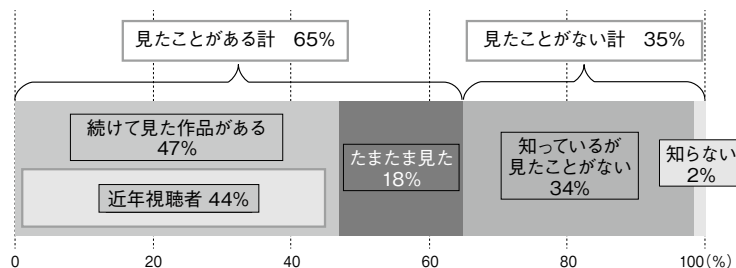 見たことがある計 65%
見たことがない計 35%
続けて見た作品がある
47%
近年視聴者 44%
たまたま見た
18%
知っているが
見たことがない
34%
知らない
2%
0 20 40 60 80 100(%)